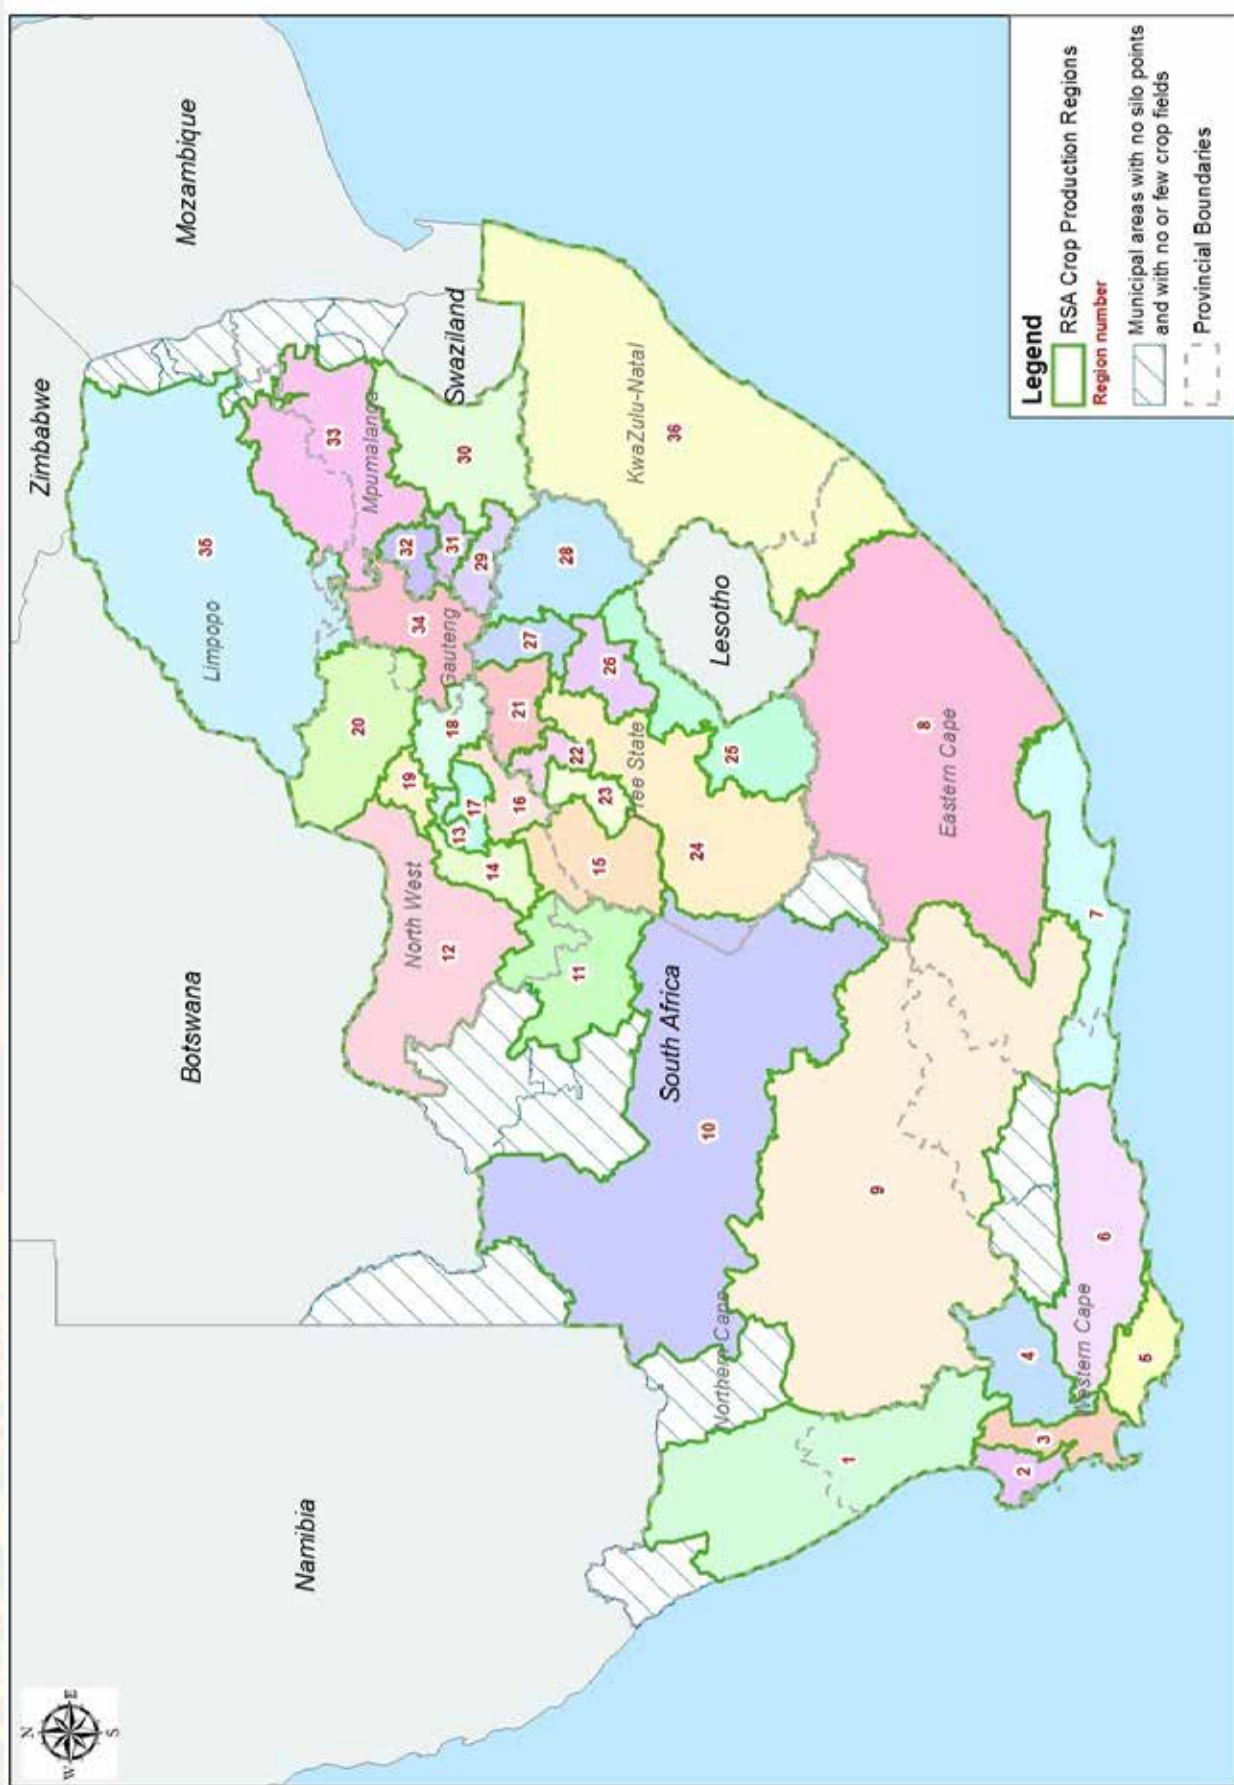 N
W
E
S
Namibia
Botswana
Zimbabwe
Mozambique
Swaziland
Lesotho
South Africa
Limpopo
Mpumalanga
Gauteng
North West
Free State
KwaZulu-Natal
Northern Cape
Eastern Cape
Western Cape
1
2
3
4
5
6
7
8
9
10
11
12
13
14
15
16
17
18
19
20
21
22
23
24
25
26
27
28
29
30
31
32
33
34
35
36
Legend
RSA Crop Production Regions
Region number
Municipal areas with no silo points
and with no or few crop fields
Provincial Boundaries